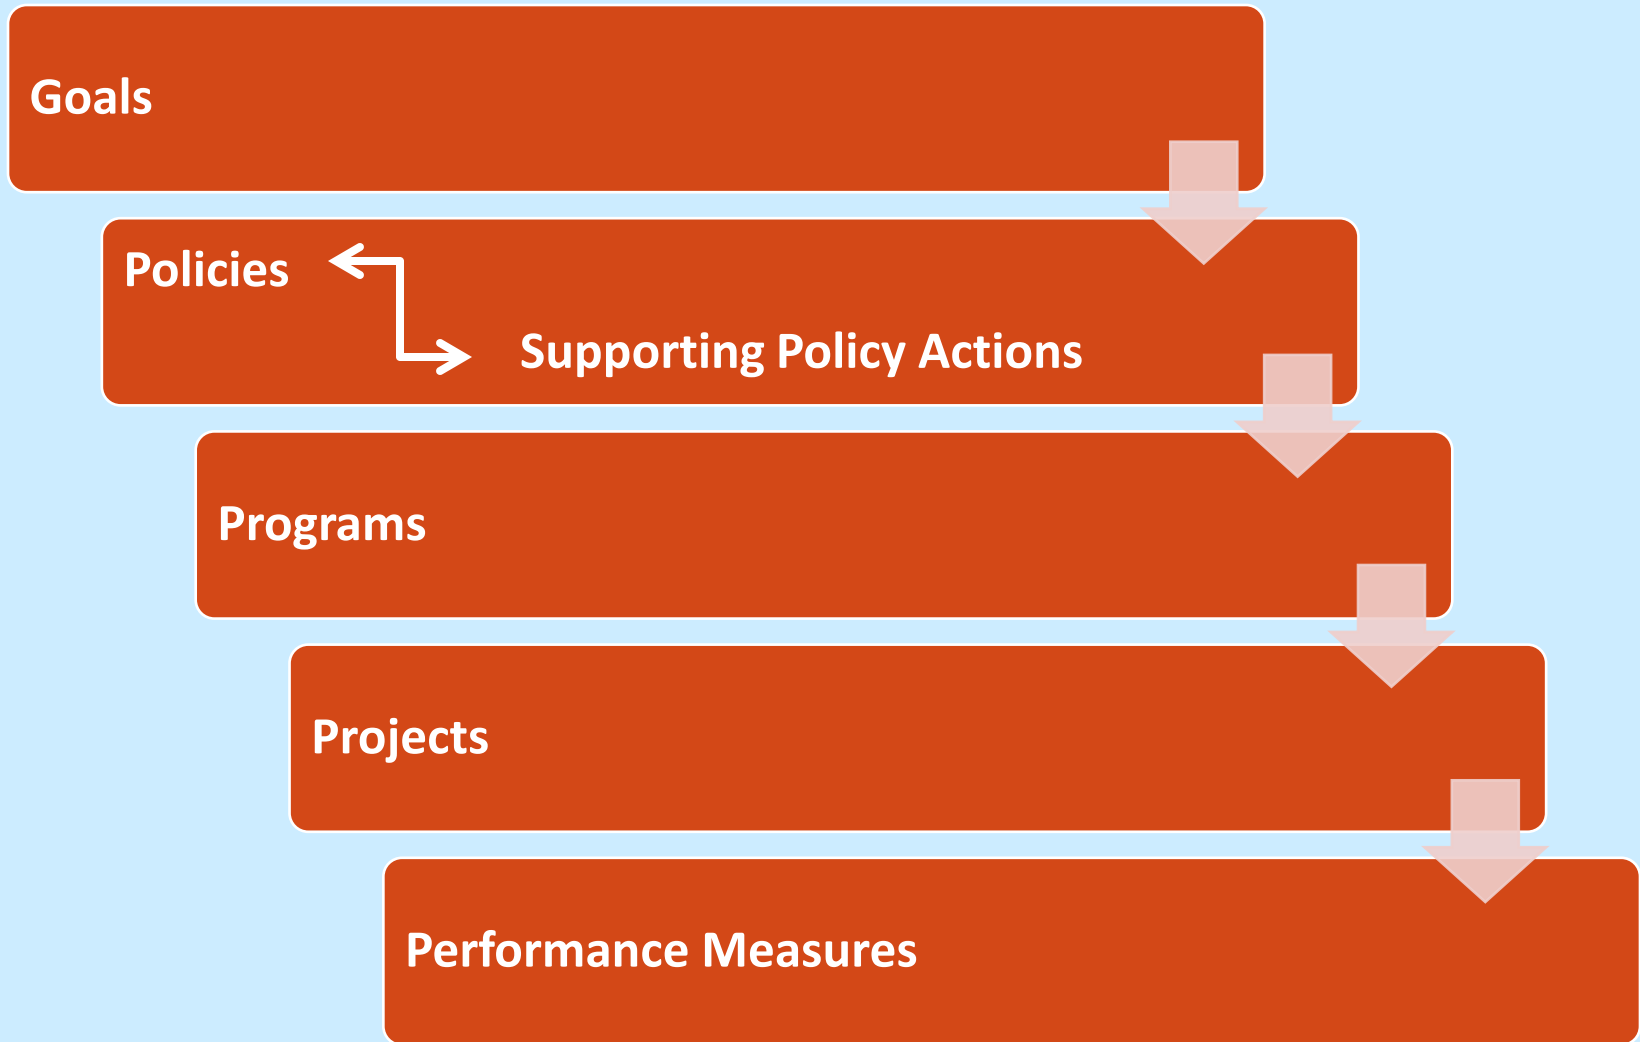 Goals
Policies
Supporting Policy Actions
Programs
Projects
Performance Measures